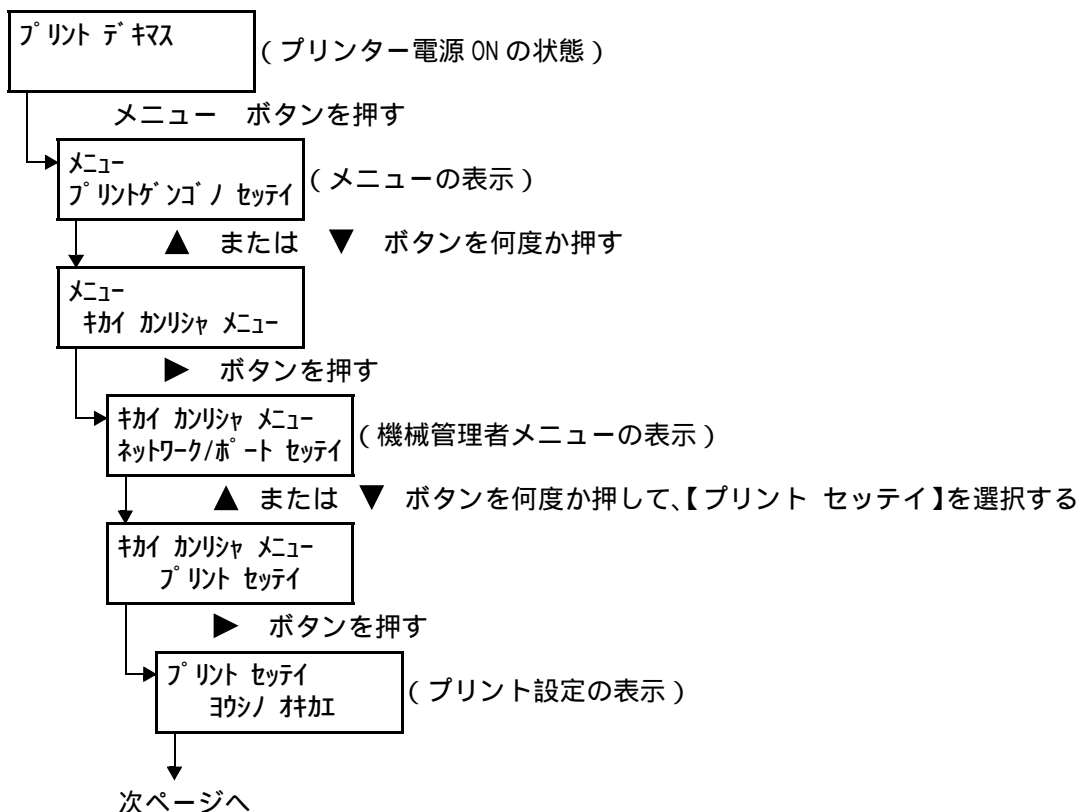 ﾌﾟﾘﾝﾄ ﾃﾞｷﾏｽ
(プリンター電源 ON の状態)
メニュー ボタンを押す
ﾒﾆｭｰ
ﾌﾟﾘﾝﾄｹﾞﾝｺﾞﾉ ｾｯﾃｲ
(メニューの表示)
▲ または ▼ ボタンを何度か押す
ﾒﾆｭｰ
ｷｶｲ ｶﾝﾘｼｬ ﾒﾆｭｰ
▶ ボタンを押す
ｷｶｲ ｶﾝﾘｼｬ ﾒﾆｭｰ
ﾈｯﾄﾜｰｸ/ﾎﾟｰﾄ ｾｯﾃｲ
(機械管理者メニューの表示)
▲ または ▼ ボタンを何度か押して、【プリント セッテイ】を選択する
ｷｶｲ ｶﾝﾘｼｬ ﾒﾆｭｰ
ﾌﾟﾘﾝﾄ ｾｯﾃｲ
▶ ボタンを押す
ﾌﾟﾘﾝﾄ ｾｯﾃｲ
ﾖｳｼﾉ ｵｷｶｴ
(プリント設定の表示)
次ページへ